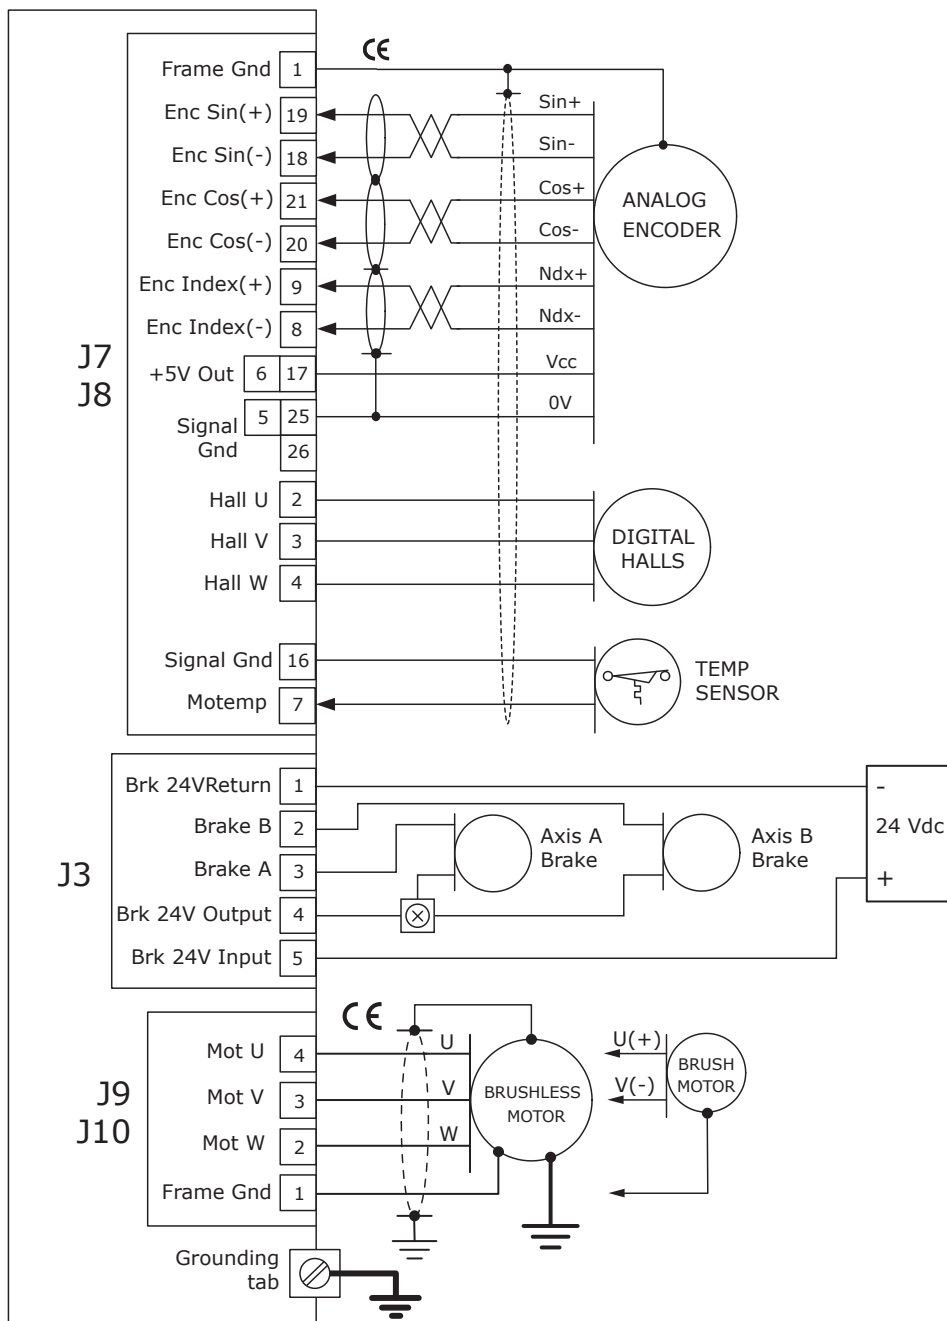 CE
Frame Gnd 1
Enc Sin(+) 19 Sin+
Enc Sin(-) 18 Sin-
Enc Cos(+) 21 Cos+
Enc Cos(-) 20 Cos-
Enc Index(+) 9 Ndx+
Enc Index(-) 8 Ndx-
ANALOG
ENCODER
J7
J8
+5V Out 6 17 Vcc
Signal
Gnd
5 25 0V
26
Hall U 2
Hall V 3
Hall W 4
DIGITAL
HALLS
Signal Gnd 16
Motemp 7
TEMP
SENSOR
J3
Brk 24VReturn 1
Brake B 2
Brake A 3
Brk 24V Output 4
Brk 24V Input 5
Axis A
Brake
Axis B
Brake
-
24 Vdc
+
CE
J9
J10
Mot U 4 U
Mot V 3 V
Mot W 2 W
Frame Gnd 1
BRUSHLESS
MOTOR
U(+)
V(-)
BRUSH
MOTOR
Grounding
tab